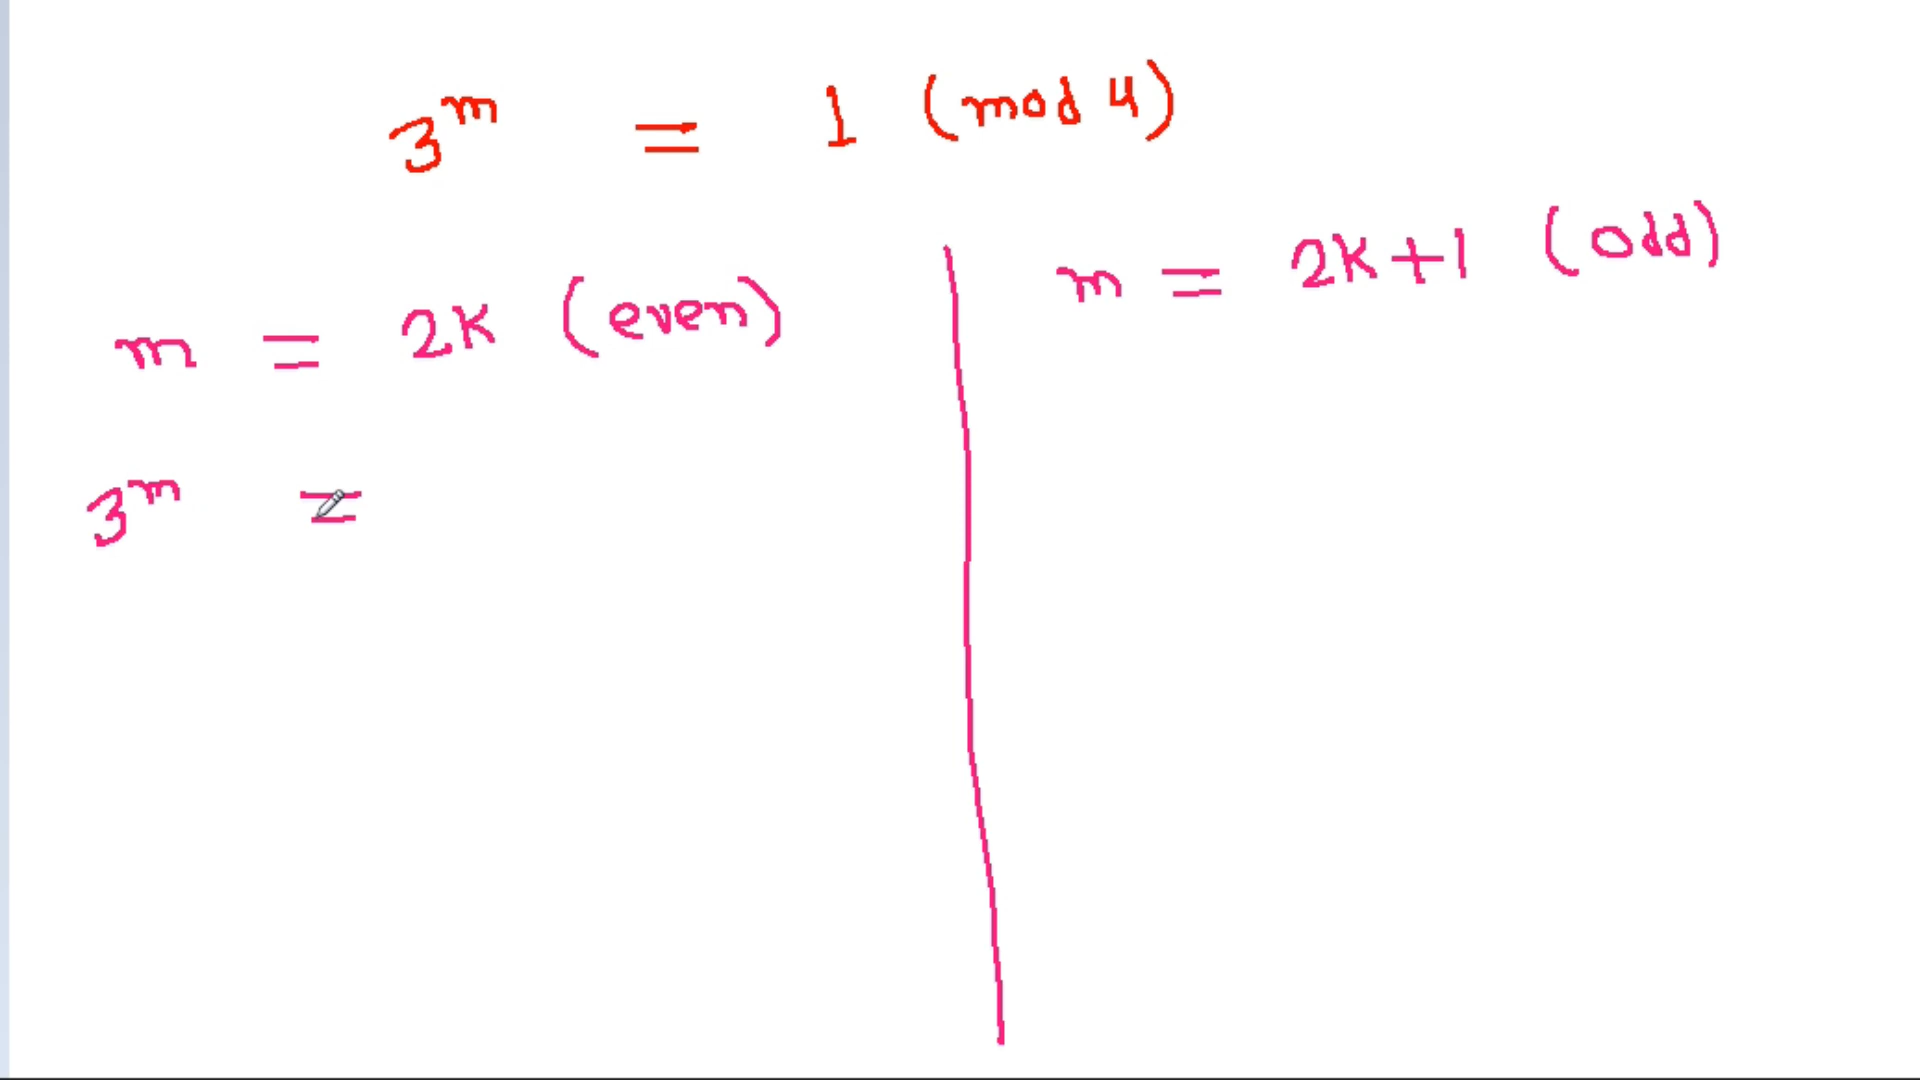 3^m = 1 (mod 4)
m = 2K (even)
3^m =
m = 2K+1 (odd)